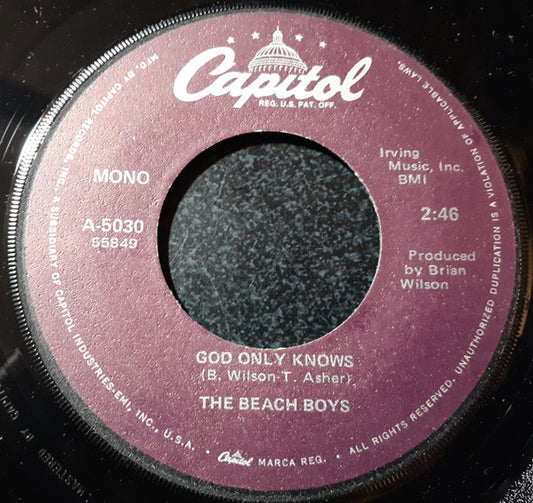 Capitol
REG. U.S. PAT. OFF.
MONO
A-5030
55849
Irving
Music, Inc.
BMI
2:46
Produced
by Brian
Wilson
GOD ONLY KNOWS
(B. Wilson-T. Asher)
THE BEACH BOYS
MFD. BY CAPITOL RECORDS, INC., A SUBSIDIARY OF CAPITOL INDUSTRIES-EMI, INC., U.S.A. • Capitol MARCA REG. • ALL RIGHTS RESERVED. UNAUTHORIZED DUPLICATION IS A VIOLATION OF APPLICABLE LAWS.
MASTERED BY